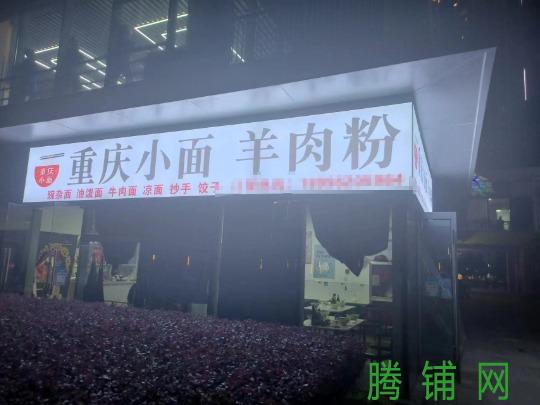 重庆小面 羊肉粉
重庆
小面
豌杂面 油泼面 牛肉面 凉面 抄手 饺子
腾铺网